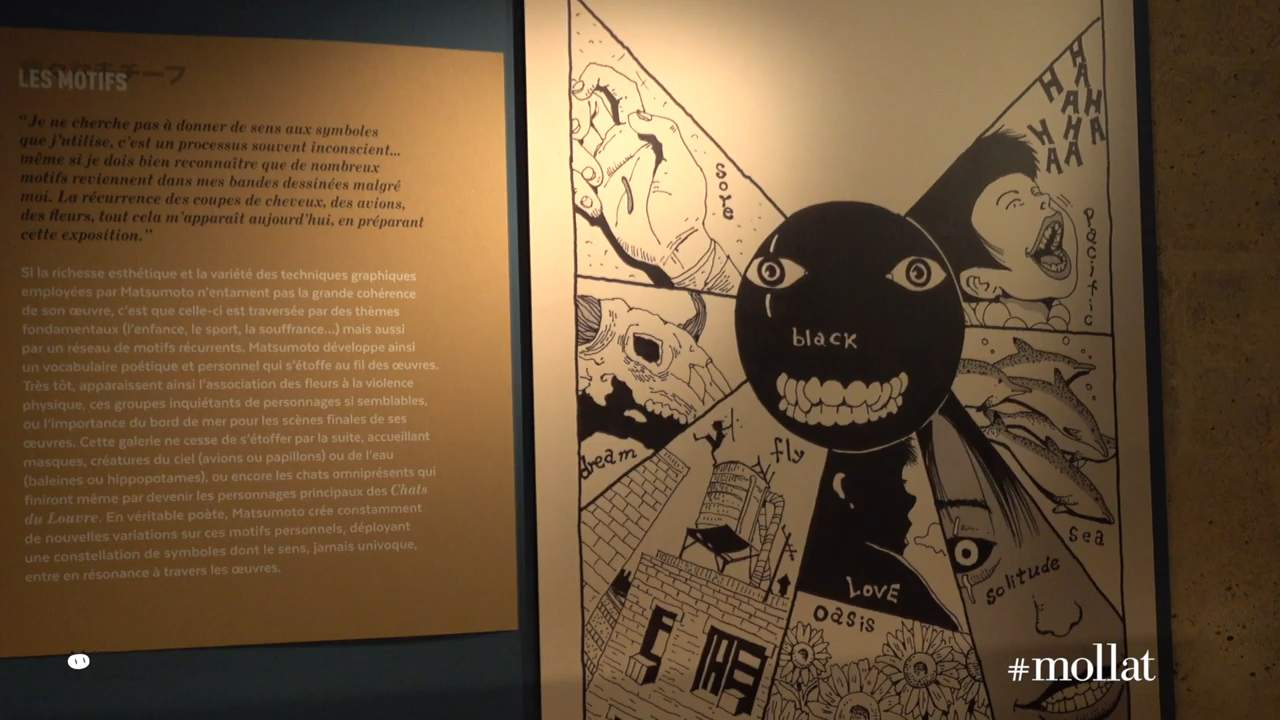 LES MOTIFS
"Je ne cherche pas à donner de sens aux symboles
que j'utilise, c'est un processus souvent inconscient...
même si je dois bien reconnaître que de nombreux
motifs reviennent dans mes bandes dessinées malgré
moi. La récurrence des coupes de cheveux, des avions,
des fleurs, tout cela m'apparaît aujourd'hui, en préparant
cette exposition."
Si la richesse esthétique et la variété des techniques graphiques
employées par Matsumoto n'entament pas la grande cohérence
de son œuvre, c'est que celle-ci est traversée par des thèmes
fondamentaux (l'enfance, le sport, la souffrance...) mais aussi
par un réseau de motifs récurrents. Matsumoto développe ainsi
un vocabulaire poétique et personnel qui s'étoffe au fil des œuvres.
Très tôt, apparaissent ainsi l'association des fleurs à la violence
physique, ces groupes inquiétants de personnages si semblables,
ou l'importance du bord de mer pour les scènes finales de ses
œuvres. Cette galerie ne cesse de s'étoffer par la suite, accueillant
masques, créatures du ciel (avions ou papillons) ou de l'eau
(baleines ou hippopotames), ou encore les chats omniprésents qui
finiront même par devenir les personnages principaux des Chats
du Louvre. En véritable poète, Matsumoto crée constamment
de nouvelles variations sur ces motifs personnels, déployant
une constellation de symboles dont le sens, jamais univoque,
entre en résonance à travers les œuvres.
sore
HAHA
HAHA
HAHA
HA
pacific
black
dream
fly
sea
solitude
LOVE
oasis
#mollat